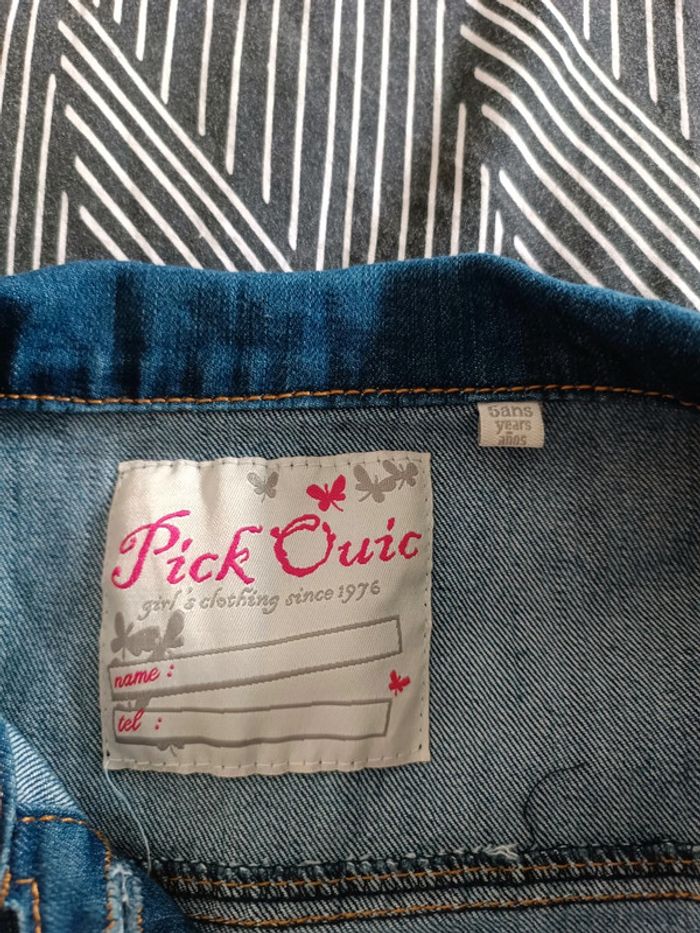 5ans
years
años
Pick Ouic
girl's clothing since 1976
name :
tel :